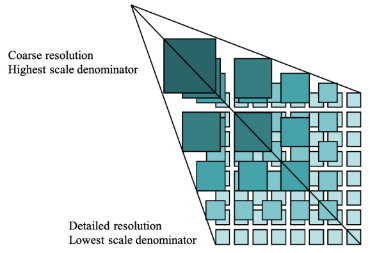 Coarse resolution
Highest scale denominator
Detailed resolution
Lowest scale denominator